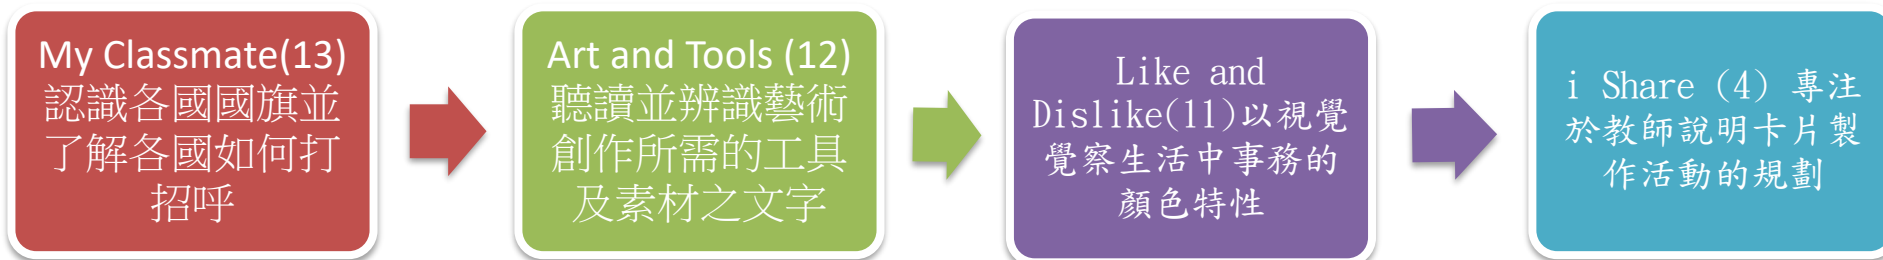 My Classmate(13)
認識各國國旗並
了解各國如何打
招呼
Art and Tools (12)
聽讀並辨識藝術
創作所需的工具
及素材之文字
Like and
Dislike(11)以視覺
覺察生活中事務的
顏色特性
i Share (4) 專注
於教師說明卡片製
作活動的規劃